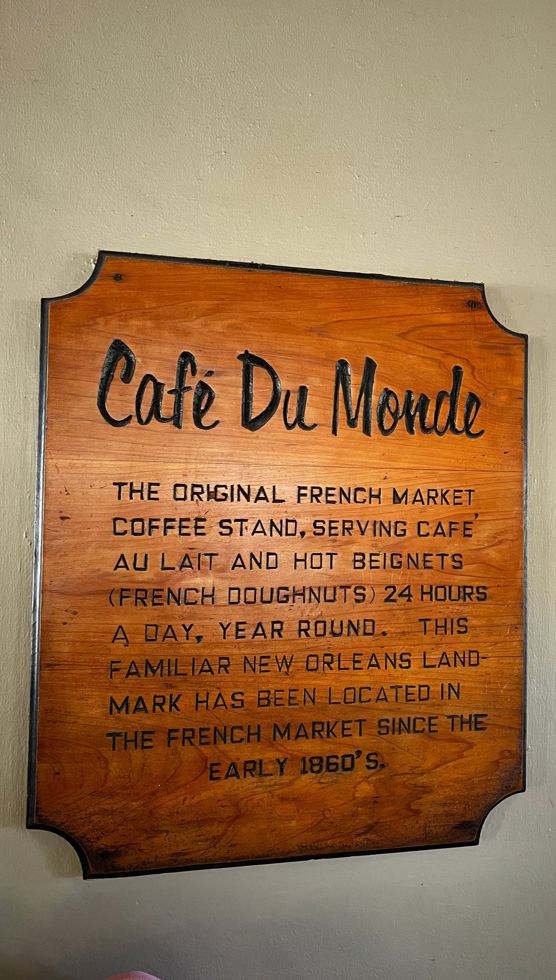 Café Du Monde
THE ORIGINAL FRENCH MARKET
COFFEE STAND, SERVING CAFE'
AU LAIT AND HOT BEIGNETS
(FRENCH DOUGHNUTS) 24 HOURS
A DAY, YEAR ROUND. THIS
FAMILIAR NEW ORLEANS LAND-
MARK HAS BEEN LOCATED IN
THE FRENCH MARKET SINCE THE
EARLY 1860'S.